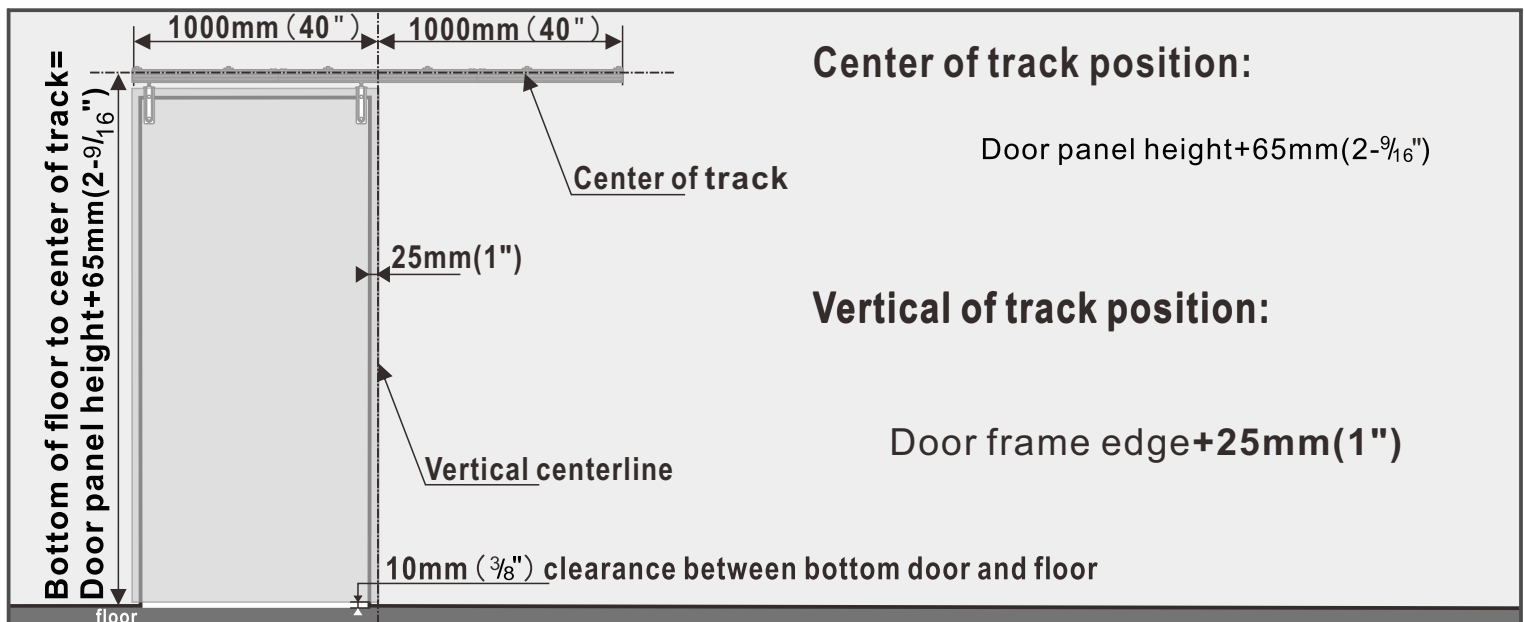 1000mm（40"） 1000mm（40"）
Bottom of floor to center of track=
Door panel height+65mm(2-9/16")
Center of track position:
Door panel height+65mm(2-9/16")
Center of track
25mm(1")
Vertical of track position:
Door frame edge+25mm(1")
Vertical centerline
10mm（3/8"）clearance between bottom door and floor
floor